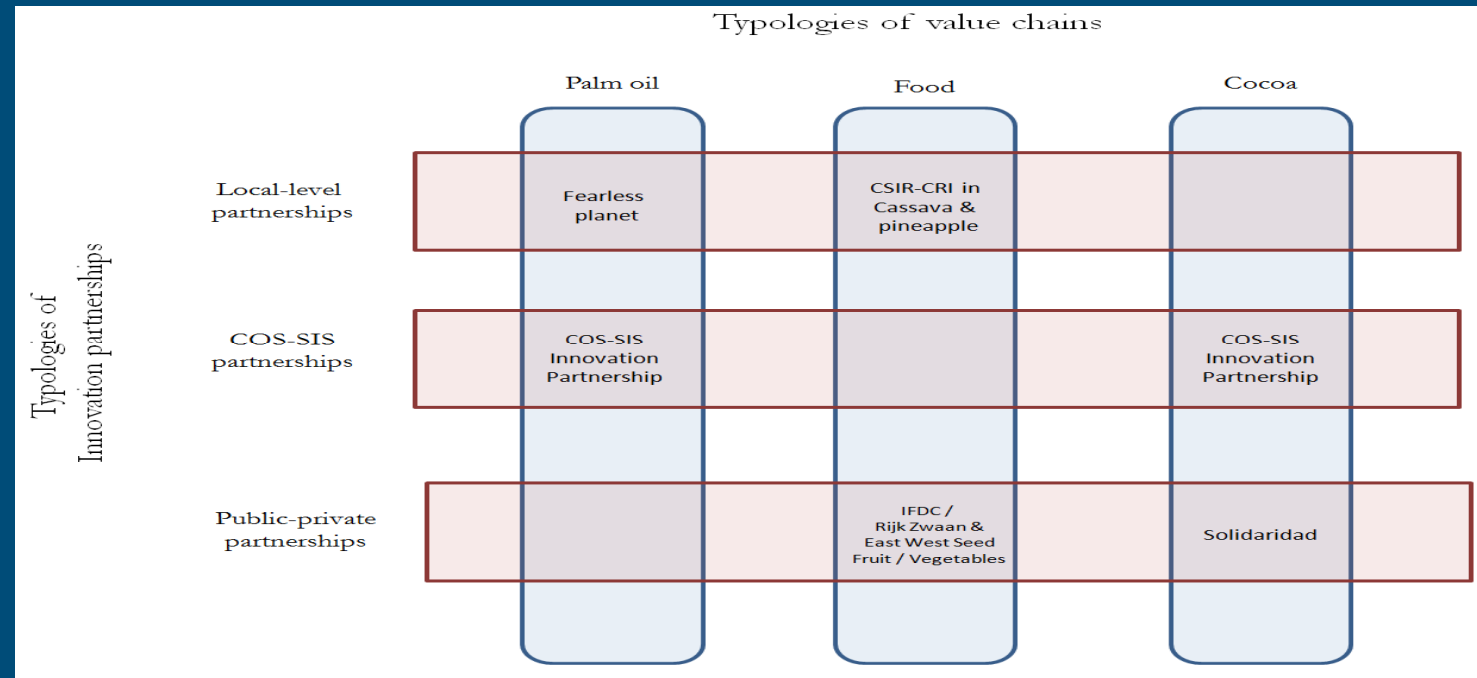 Typologies of value chains
Palm oil
Food
Cocoa
Typologies of
Innovation partnerships
Local-level
partnerships
Fearless
planet
CSIR-CRI in
Cassava &
pineapple
COS-SIS
partnerships
COS-SIS
Innovation
Partnership
COS-SIS
Innovation
Partnership
Public-private
partnerships
IFDC /
Rijk Zwaan &
East West Seed
Fruit / Vegetables
Solidaridad